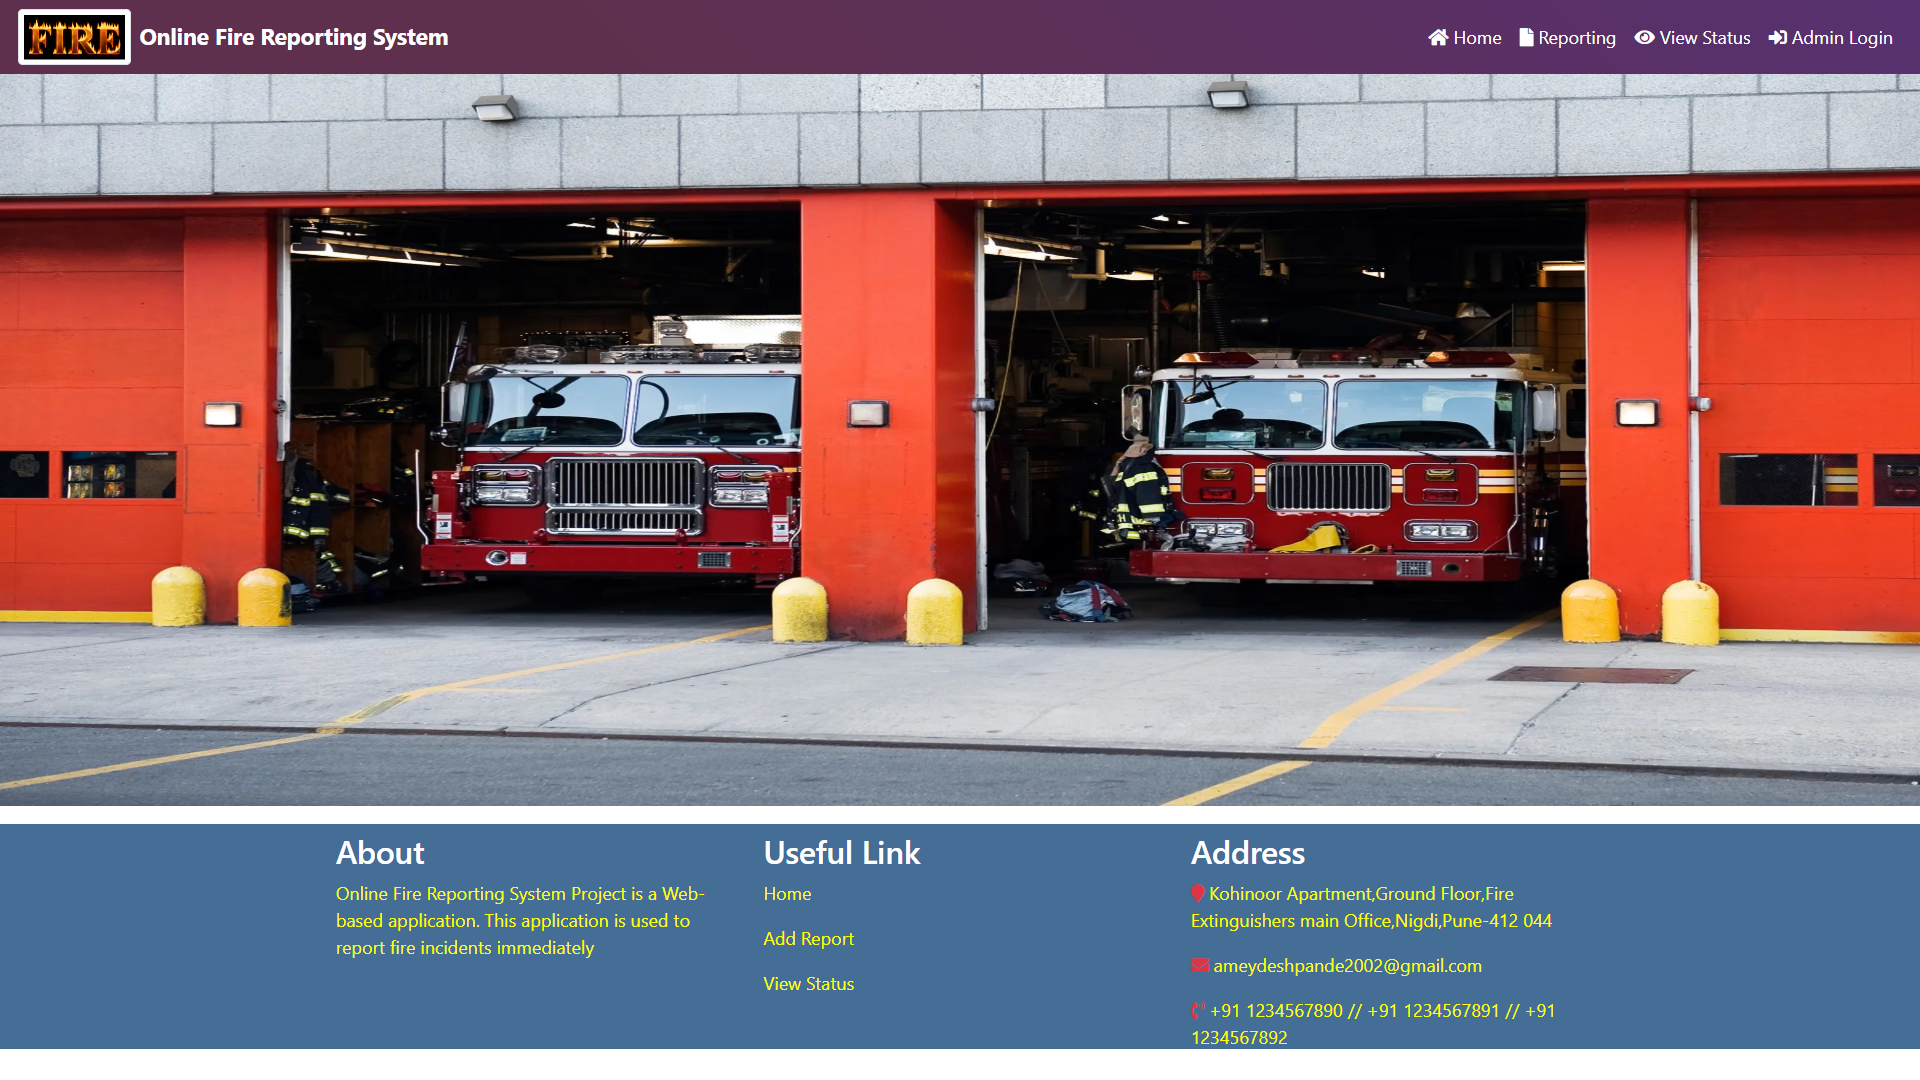 FIRE
Online Fire Reporting System
Home
Reporting
View Status
Admin Login
About
Online Fire Reporting System Project is a Web-
based application. This application is used to
report fire incidents immediately
Useful Link
Home
Add Report
View Status
Address
Kohinoor Apartment,Ground Floor,Fire
Extinguishers main Office,Nigdi,Pune-412 044
ameydeshpande2002@gmail.com
+91 1234567890 // +91 1234567891 // +91
1234567892